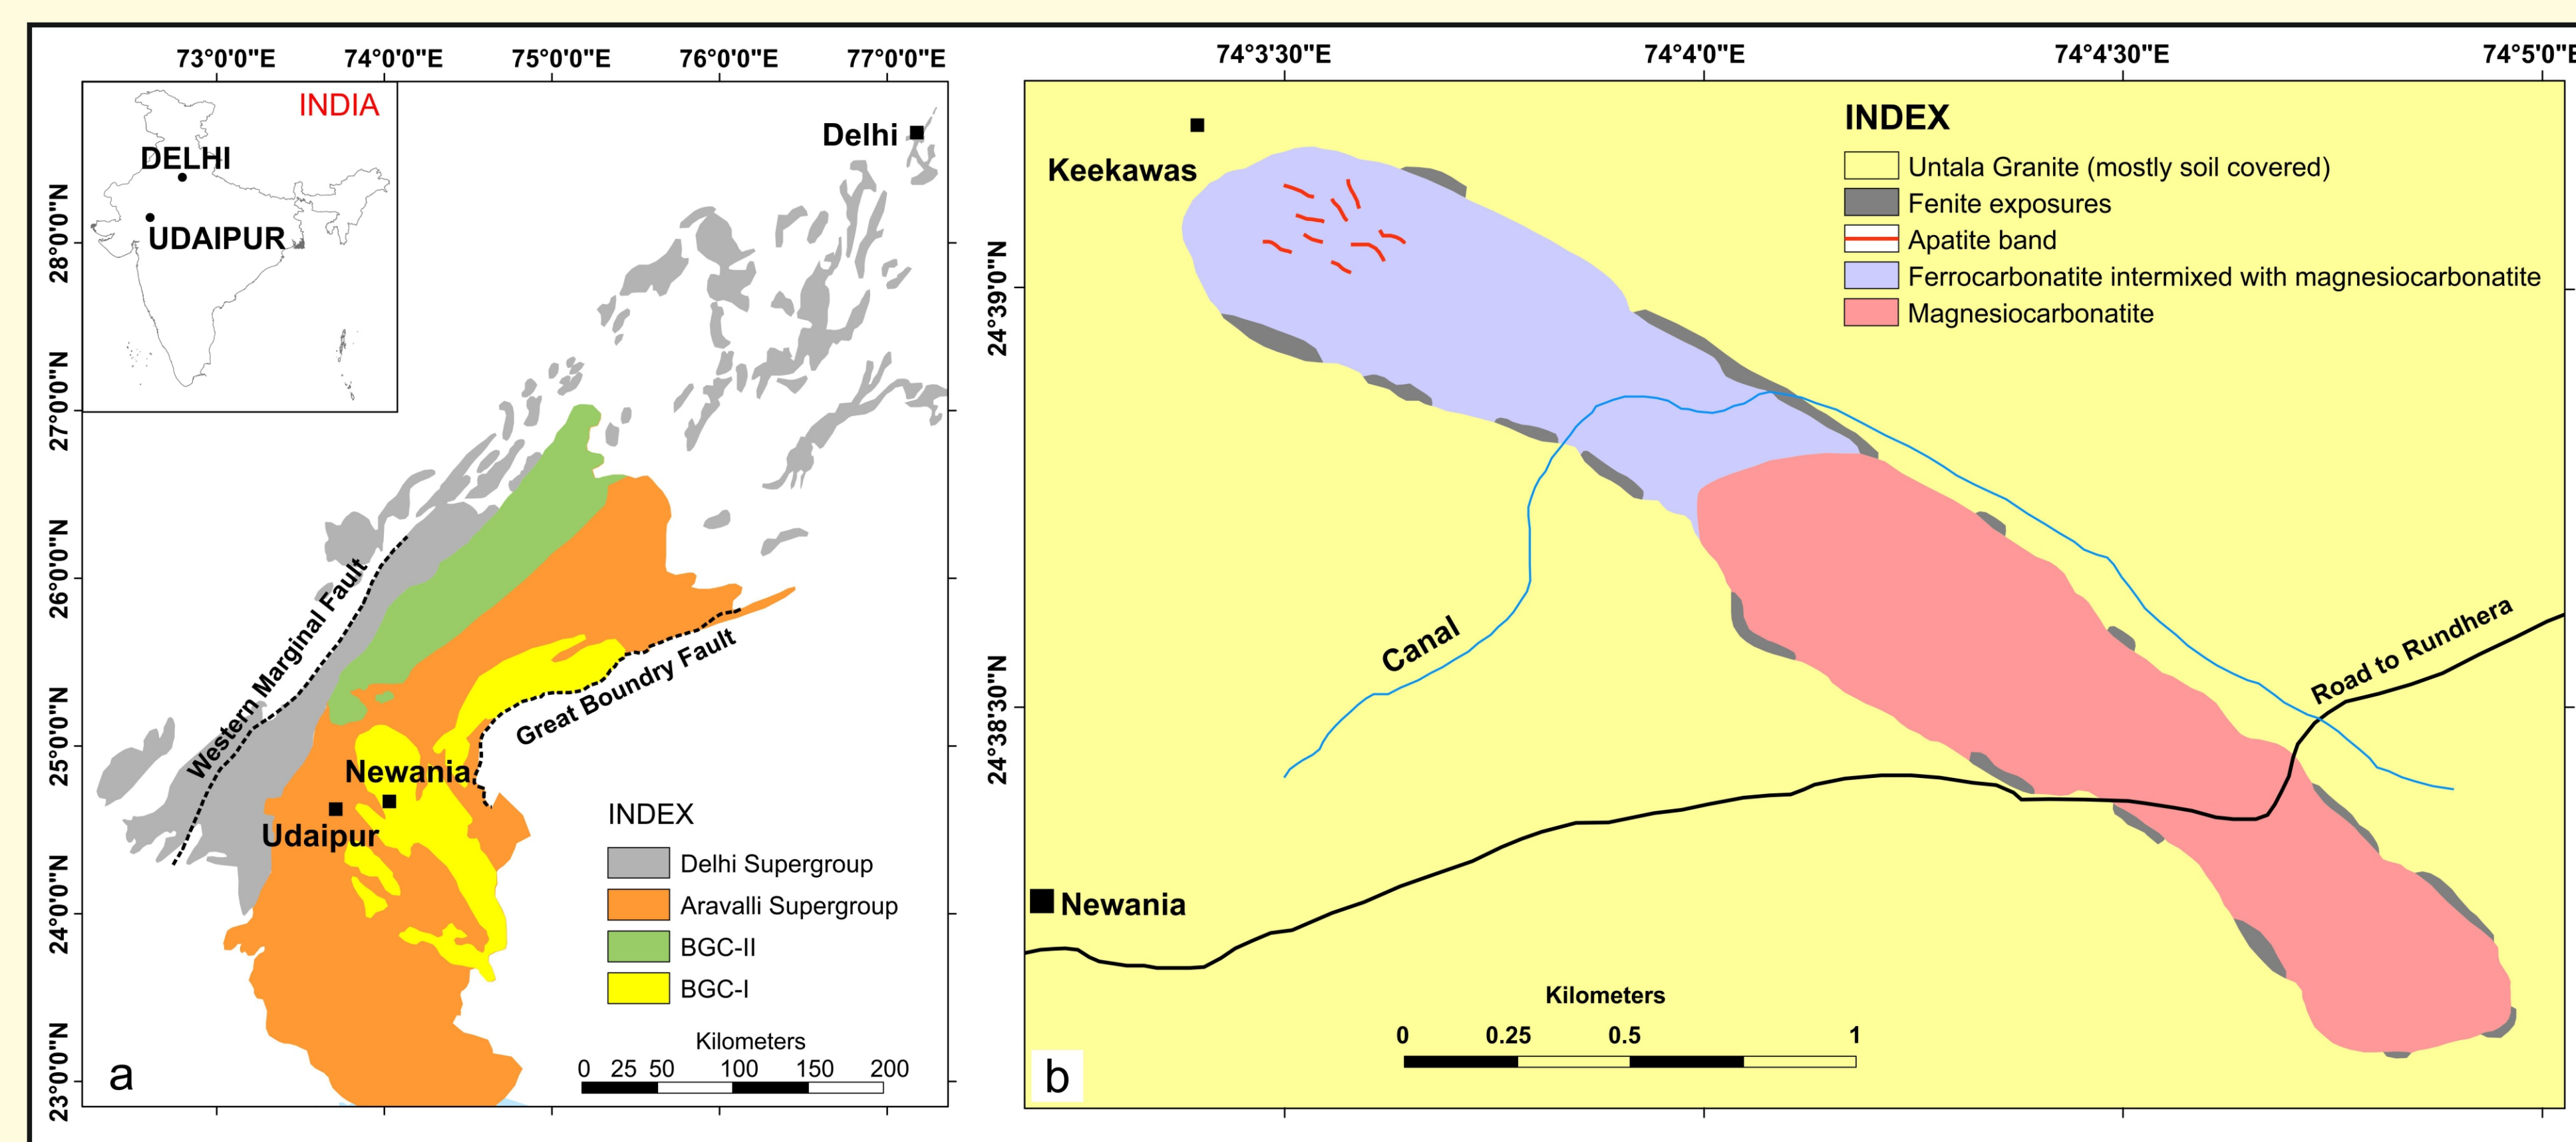 73°0'0"E
74°0'0"E
75°0'0"E
76°0'0"E
77°0'0"E
28°0'0"N
27°0'0"N
26°0'0"N
25°0'0"N
24°0'0"N
23°0'0"N
INDIA
DELHI
UDAIPUR
Delhi
Western Marginal Fault
Great Boundry Fault
Newania
Udaipur
INDEX
Delhi Supergroup
Aravalli Supergroup
BGC-II
BGC-I
Kilometers
0 25 50 100 150 200
a
74°3'30"E
74°4'0"E
74°4'30"E
74°5'0"E
24°39'0"N
24°38'30"N
Keekawas
INDEX
Untala Granite (mostly soil covered)
Fenite exposures
Apatite band
Ferrocarbonatite intermixed with magnesiocarbonatite
Magnesiocarbonatite
Canal
Road to Rundhera
Newania
Kilometers
0 0.25 0.5 1
b